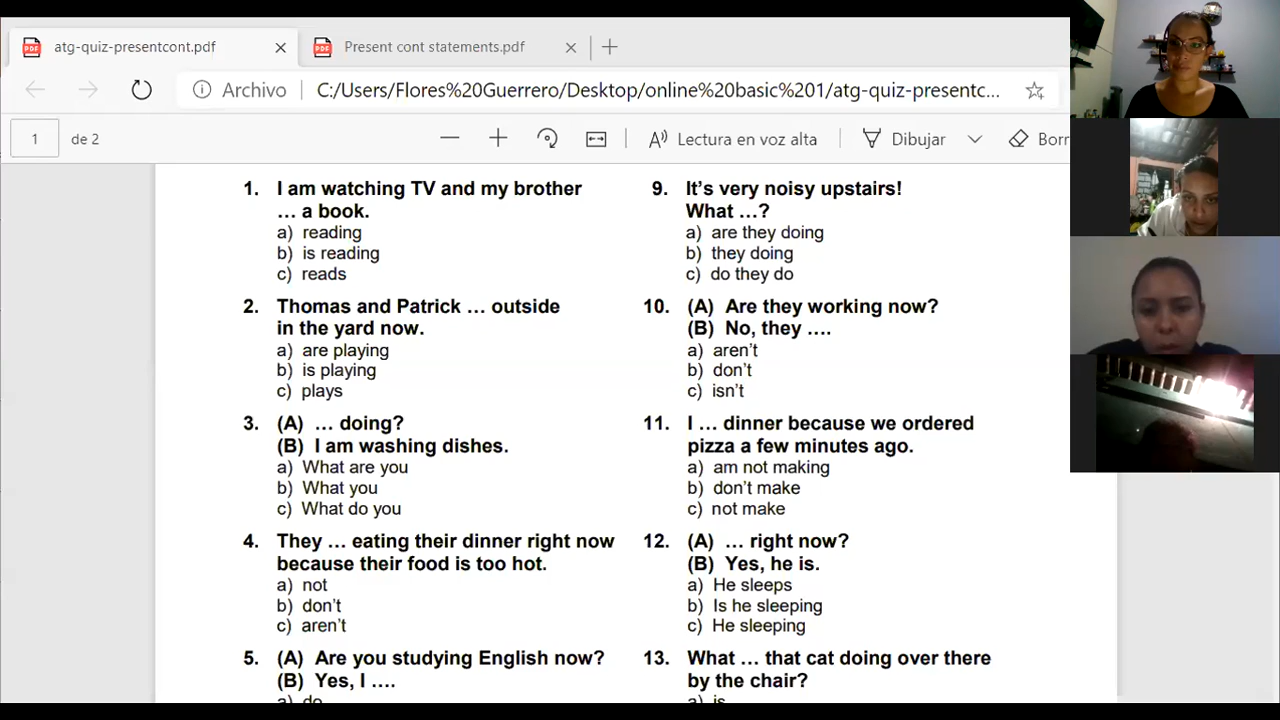 atg-quiz-presentcont.pdf
Present cont statements.pdf
Archivo
C:/Users/Flores%20Guerrero/Desktop/online%20basic%201/atg-quiz-presentc...
1
de 2
Lectura en voz alta
Dibujar
Borr
1. I am watching TV and my brother
… a book.
a) reading
b) is reading
c) reads
2. Thomas and Patrick … outside
in the yard now.
a) are playing
b) is playing
c) plays
3. (A) … doing?
(B) I am washing dishes.
a) What are you
b) What you
c) What do you
4. They … eating their dinner right now
because their food is too hot.
a) not
b) don’t
c) aren’t
5. (A) Are you studying English now?
(B) Yes, I ….
a) do
9. It’s very noisy upstairs!
What …?
a) are they doing
b) they doing
c) do they do
10. (A) Are they working now?
(B) No, they ….
a) aren’t
b) don’t
c) isn’t
11. I … dinner because we ordered
pizza a few minutes ago.
a) am not making
b) don’t make
c) not make
12. (A) … right now?
(B) Yes, he is.
a) He sleeps
b) Is he sleeping
c) He sleeping
13. What … that cat doing over there
by the chair?
a) is